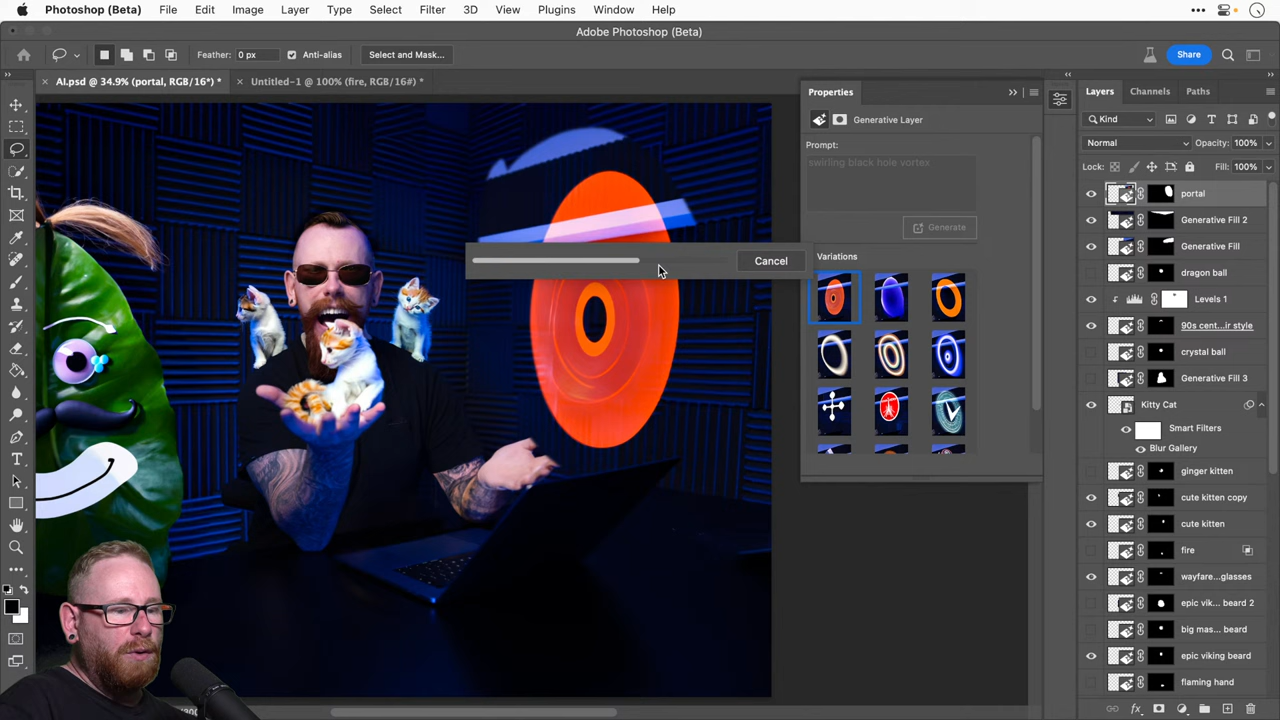 Photoshop (Beta) File Edit Image Layer Type Select Filter 3D View Plugins Window Help
Adobe Photoshop (Beta)
Feather: 0 px Anti-alias Select and Mask... Share
AI.psd @ 34.9% (portal, RGB/16*) * Untitled-1 @ 100% (fire, RGB/16#) *
Properties
Generative Layer
Prompt:
swirling black hole vortex
Generate
Variations
Cancel
Layers Channels Paths
Kind
Normal Opacity: 100%
Lock: Fill: 100%
portal
Generative Fill 2
Generative Fill
dragon ball
Levels 1
90s cent...ir style
crystal ball
Generative Fill 3
Kitty Cat
Smart Filters
Blur Gallery
ginger kitten
cute kitten copy
cute kitten
fire
wayfare...glasses
epic vik... beard 2
big mas... beard
epic viking beard
flaming hand